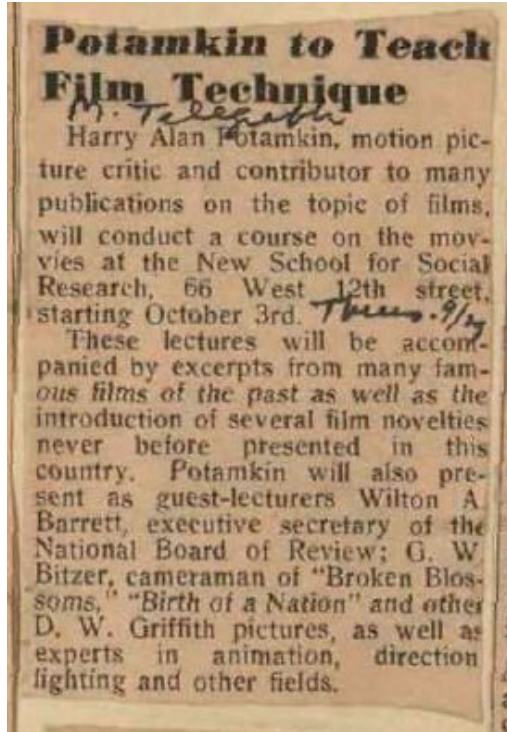 Potamkin to Teach
Film Technique
M. Telegraph
Harry Alan Potamkin, motion pic-
ture critic and contributor to many
publications on the topic of films,
will conduct a course on the mov-
vies at the New School for Social
Research, 66 West 12th street,
starting October 3rd. Thurs. 9/29
These lectures will be accom-
panied by excerpts from many fam-
ous films of the past as well as the
introduction of several film novelties
never before presented in this
country. Potamkin will also pre-
sent as guest-lecturers Wilton A
Barrett, executive secretary of the
National Board of Review; G. W
Bitzer, cameraman of "Broken Blos-
soms," "Birth of a Nation" and other
D. W. Griffith pictures, as well as
experts in animation, direction
lighting and other fields.